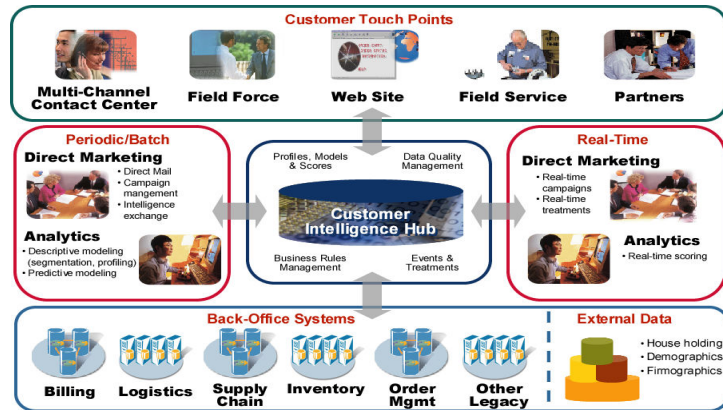 Customer Touch Points
Multi-Channel
Contact Center
Field Force
Web Site
Field Service
Partners
Periodic/Batch
Direct Marketing
• Direct Mail
• Campaign
mangement
• Intelligence
exchange
Analytics
• Descriptive modeling
(segmentation, profiling)
• Predictive modeling
Profiles, Models
& Scores
Data Quality
Management
Customer
Intelligence Hub
Business Rules
Management
Events &
Treatments
Real-Time
Direct Marketing
• Real-time
campaigns
• Real-time
treatments
Analytics
• Real-time scoring
Back-Office Systems
Billing
Logistics
Supply
Chain
Inventory
Order
Mgmt
Other
Legacy
External Data
• House holding
• Demographics
• Firmographics